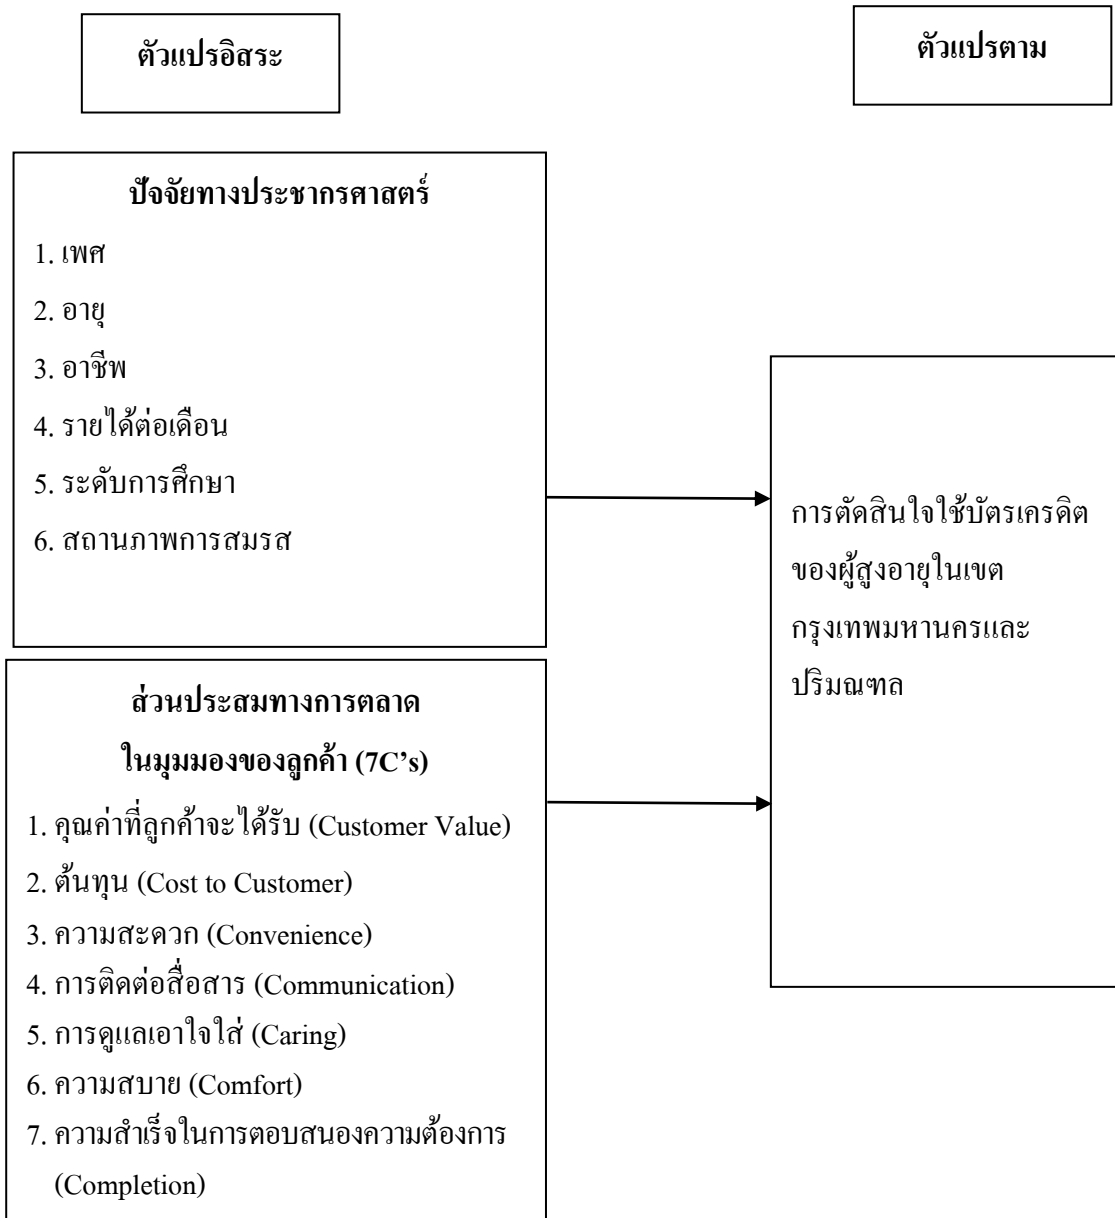 ตัวแปรอิสระ
ตัวแปรตาม
ปัจจัยทางประชากรศาสตร์
1. เพศ
2. อายุ
3. อาชีพ
4. รายได้ต่อเดือน
5. ระดับการศึกษา
6. สถานภาพการสมรส
ส่วนประสมทางการตลาด
ในมุมมองของลูกค้า (7C’s)
1. คุณค่าที่ลูกค้าจะได้รับ (Customer Value)
2. ต้นทุน (Cost to Customer)
3. ความสะดวก (Convenience)
4. การติดต่อสื่อสาร (Communication)
5. การดูแลเอาใจใส่ (Caring)
6. ความสบาย (Comfort)
7. ความสำเร็จในการตอบสนองความต้องการ
(Completion)
การตัดสินใจใช้บัตรเครดิต
ของผู้สูงอายุในเขต
กรุงเทพมหานครและ
ปริมณฑล